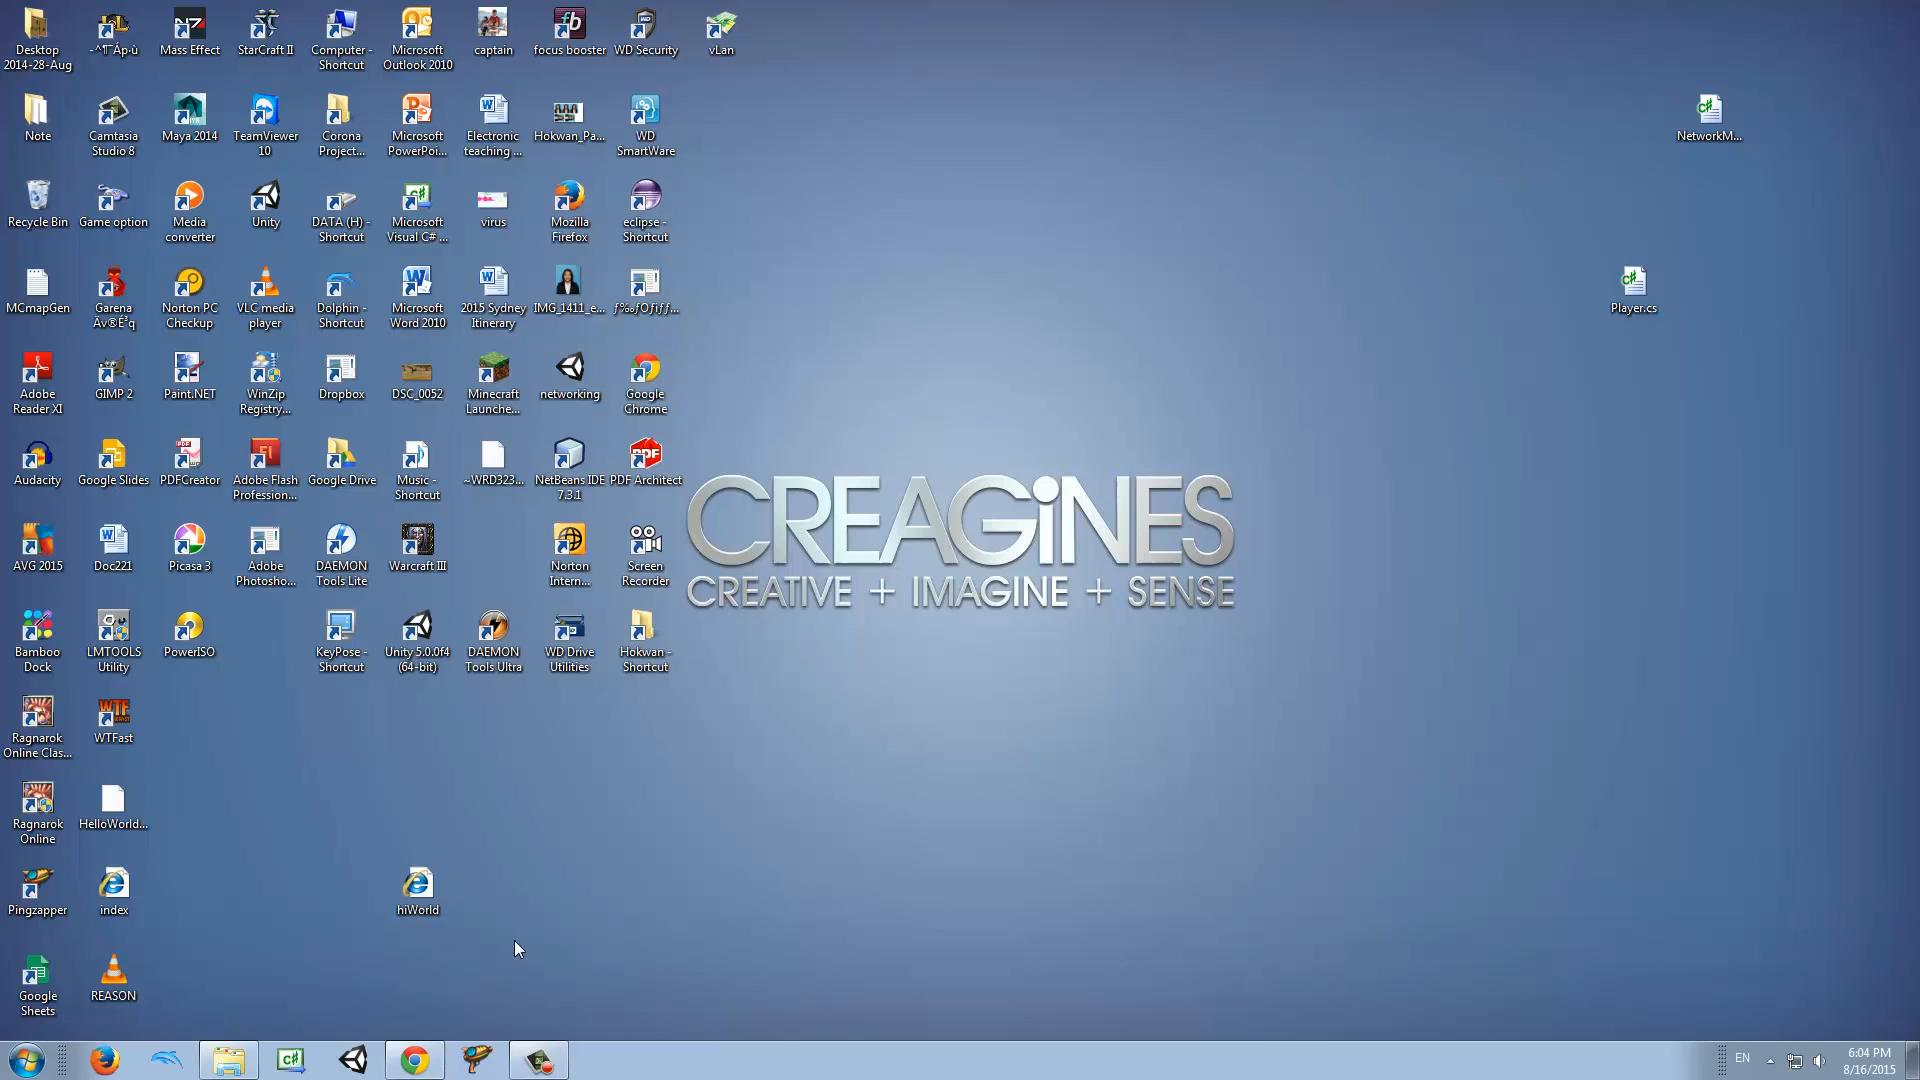 Desktop
2014-28-Aug
Mass Effect
StarCraft II
Computer -
Shortcut
Microsoft
Outlook 2010
captain
focus booster
WD Security
vLan
Note
Camtasia
Studio 8
Maya 2014
TeamViewer
10
Corona
Project...
Microsoft
PowerPoi...
Electronic
teaching ...
Hokwan_Pa...
WD
SmartWare
NetworkM...
Recycle Bin
Game option
Media
converter
Unity
DATA (H) -
Shortcut
Microsoft
Visual C# ...
virus
Mozilla
Firefox
eclipse -
Shortcut
MCmapGen
Garena
Norton PC
Checkup
VLC media
player
Dolphin -
Shortcut
Microsoft
Word 2010
2015 Sydney
Itinerary
IMG_1411_e...
Player.cs
Adobe
Reader XI
GIMP 2
Paint.NET
WinZip
Registry...
Dropbox
DSC_0052
Minecraft
Launche...
networking
Google
Chrome
Audacity
Google Slides
PDFCreator
Adobe Flash
Profession...
Google Drive
Music -
Shortcut
~WRD323...
NetBeans IDE
7.3.1
PDF Architect
AVG 2015
Doc221
Picasa 3
Adobe
Photosho...
DAEMON
Tools Lite
Warcraft III
Norton
Intern...
Screen
Recorder
CREAGiNES
CREATIVE + IMAGINE + SENSE
Bamboo
Dock
LMTOOLS
Utility
PowerISO
KeyPose -
Shortcut
Unity 5.0.0f4
(64-bit)
DAEMON
Tools Ultra
WD Drive
Utilities
Hokwan -
Shortcut
Ragnarok
Online Clas...
WTFast
Ragnarok
Online
HelloWorld...
Pingzapper
index
hiWorld
Google
Sheets
REASON
EN
6:04 PM
8/16/2015